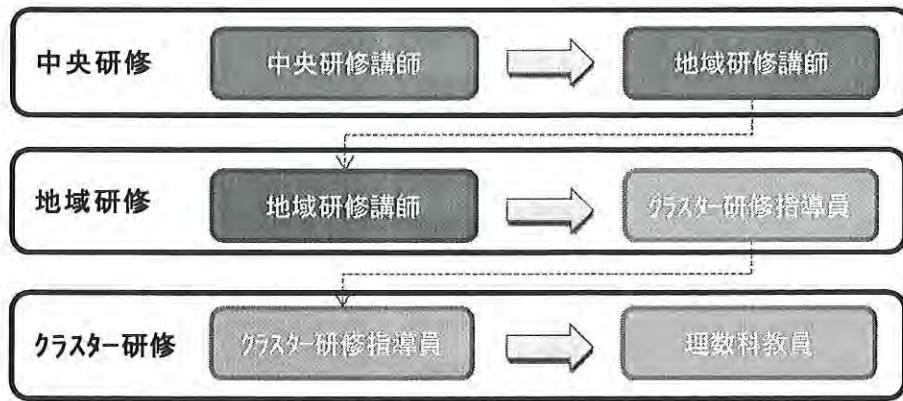 中央研修 中央研修講師 地域研修講師
地域研修 地域研修講師 クラスター研修指導員
クラスター研修 クラスター研修指導員 理数科教員